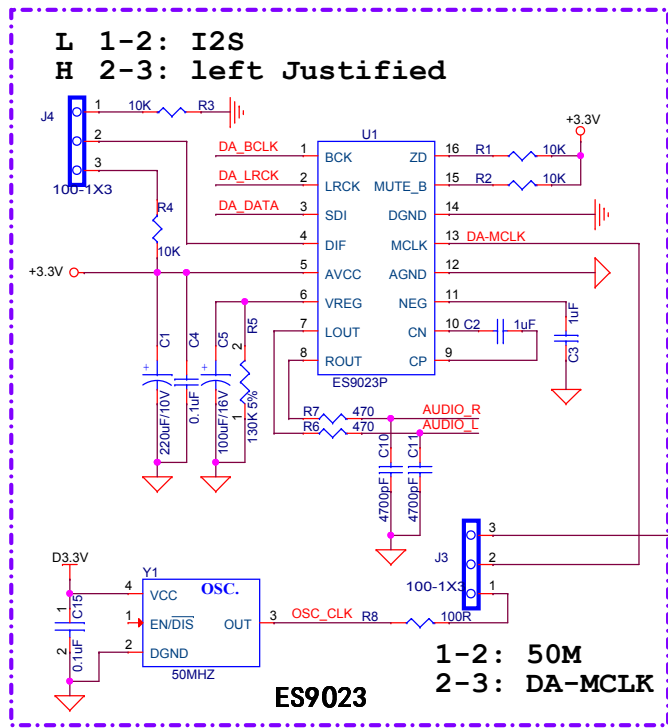 L 1-2: I2S
H 2-3: left Justified
J4
1
10K
R3
2
3
100-1X3
R4
10K
+3.3V
U1
ES9023P
DA_BCLK 1 BCK
DA_LRCK 2 LRCK
DA_DATA 3 SDI
4 DIF
5 AVCC
6 VREG
7 LOUT
8 ROUT
ZD 16 R1 10K
MUTE_B 15 R2 10K
DGND 14
MCLK 13 DA-MCLK
AGND 12
NEG 11
CN 10
CP 9
+3.3V
C2
1uF
1uF
C3
+
C1
220uF/10V
C4
0.1uF
+
C5
100uF/16V
2
R5
1
130K 5%
R7 470 AUDIO_R
R6 470 AUDIO_L
C10
4700pF
C11
4700pF
D3.3V
1
C15
2
0.1uF
Y1
OSC.
4 VCC
1 EN/DIS
2 DGND
OUT 3
50MHZ
OSC_CLK
R8
100R
J3
3
2
1
100-1X3
1-2: 50M
2-3: DA-MCLK
ES9023